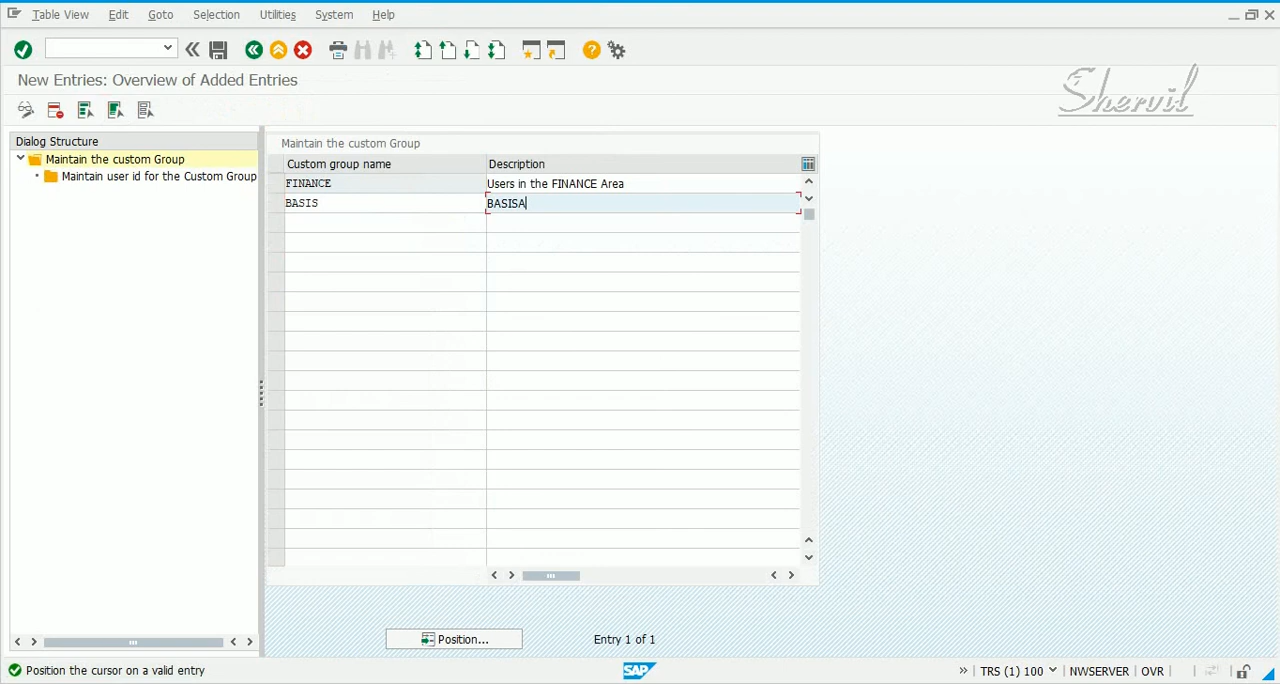 Table View Edit Goto Selection Utilities System Help
New Entries: Overview of Added Entries
Shervil
Dialog Structure
Maintain the custom Group
Maintain user id for the Custom Group
Maintain the custom Group
Custom group name Description
FINANCE Users in the FINANCE Area
BASIS BASISA
Position... Entry 1 of 1
Position the cursor on a valid entry SAP TRS (1) 100 NWSERVER OVR